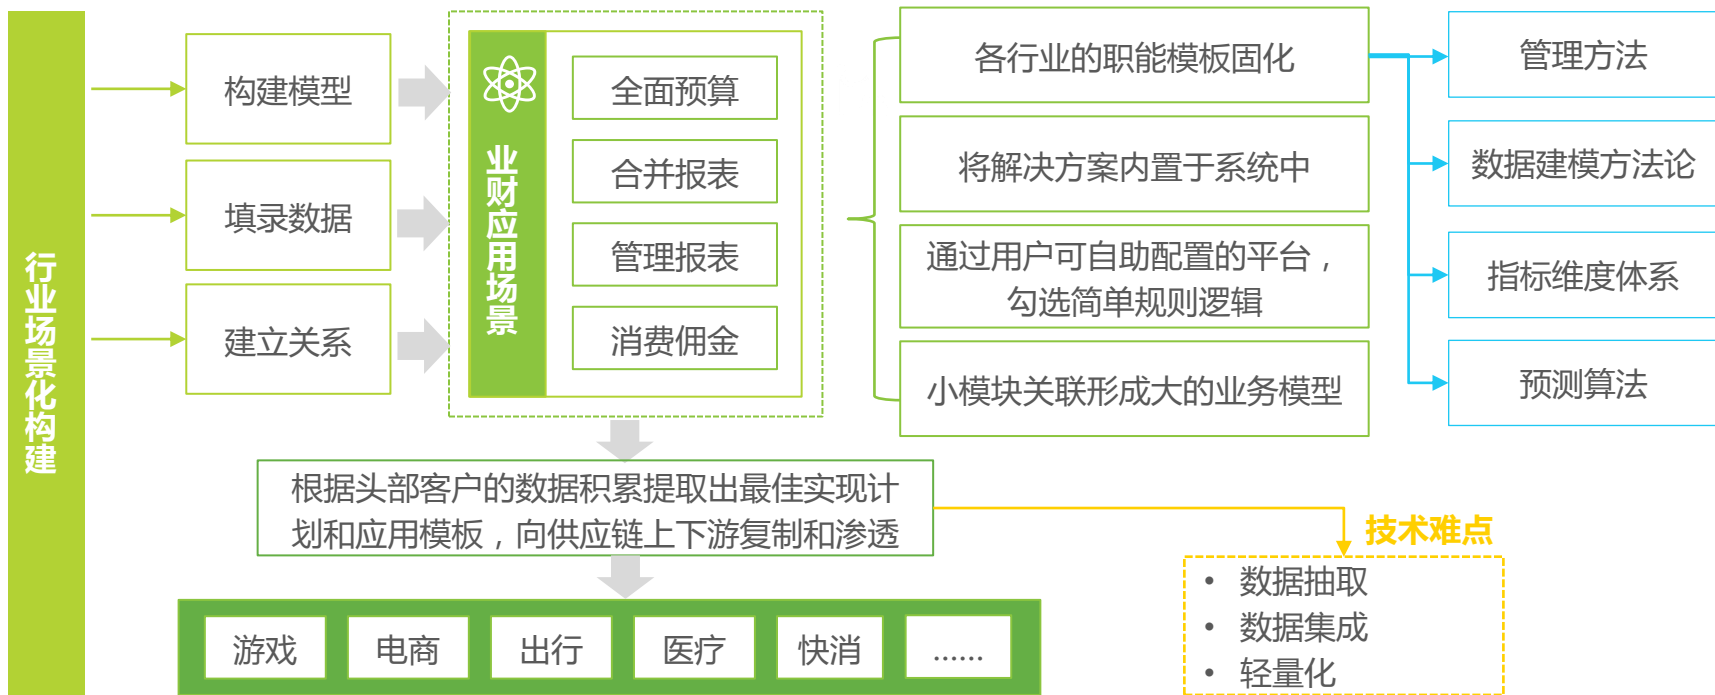 行业场景化构建
构建模型
填录数据
建立关系
业财应用场景
全面预算
合并报表
管理报表
消费佣金
各行业的职能模板固化
将解决方案内置于系统中
通过用户可自助配置的平台，
勾选简单规则逻辑
小模块关联形成大的业务模型
管理方法
数据建模方法论
指标维度体系
预测算法
根据头部客户的数据积累提取出最佳实现计
划和应用模板，向供应链上下游复制和渗透
技术难点
• 数据抽取
• 数据集成
• 轻量化
游戏
电商
出行
医疗
快消
......